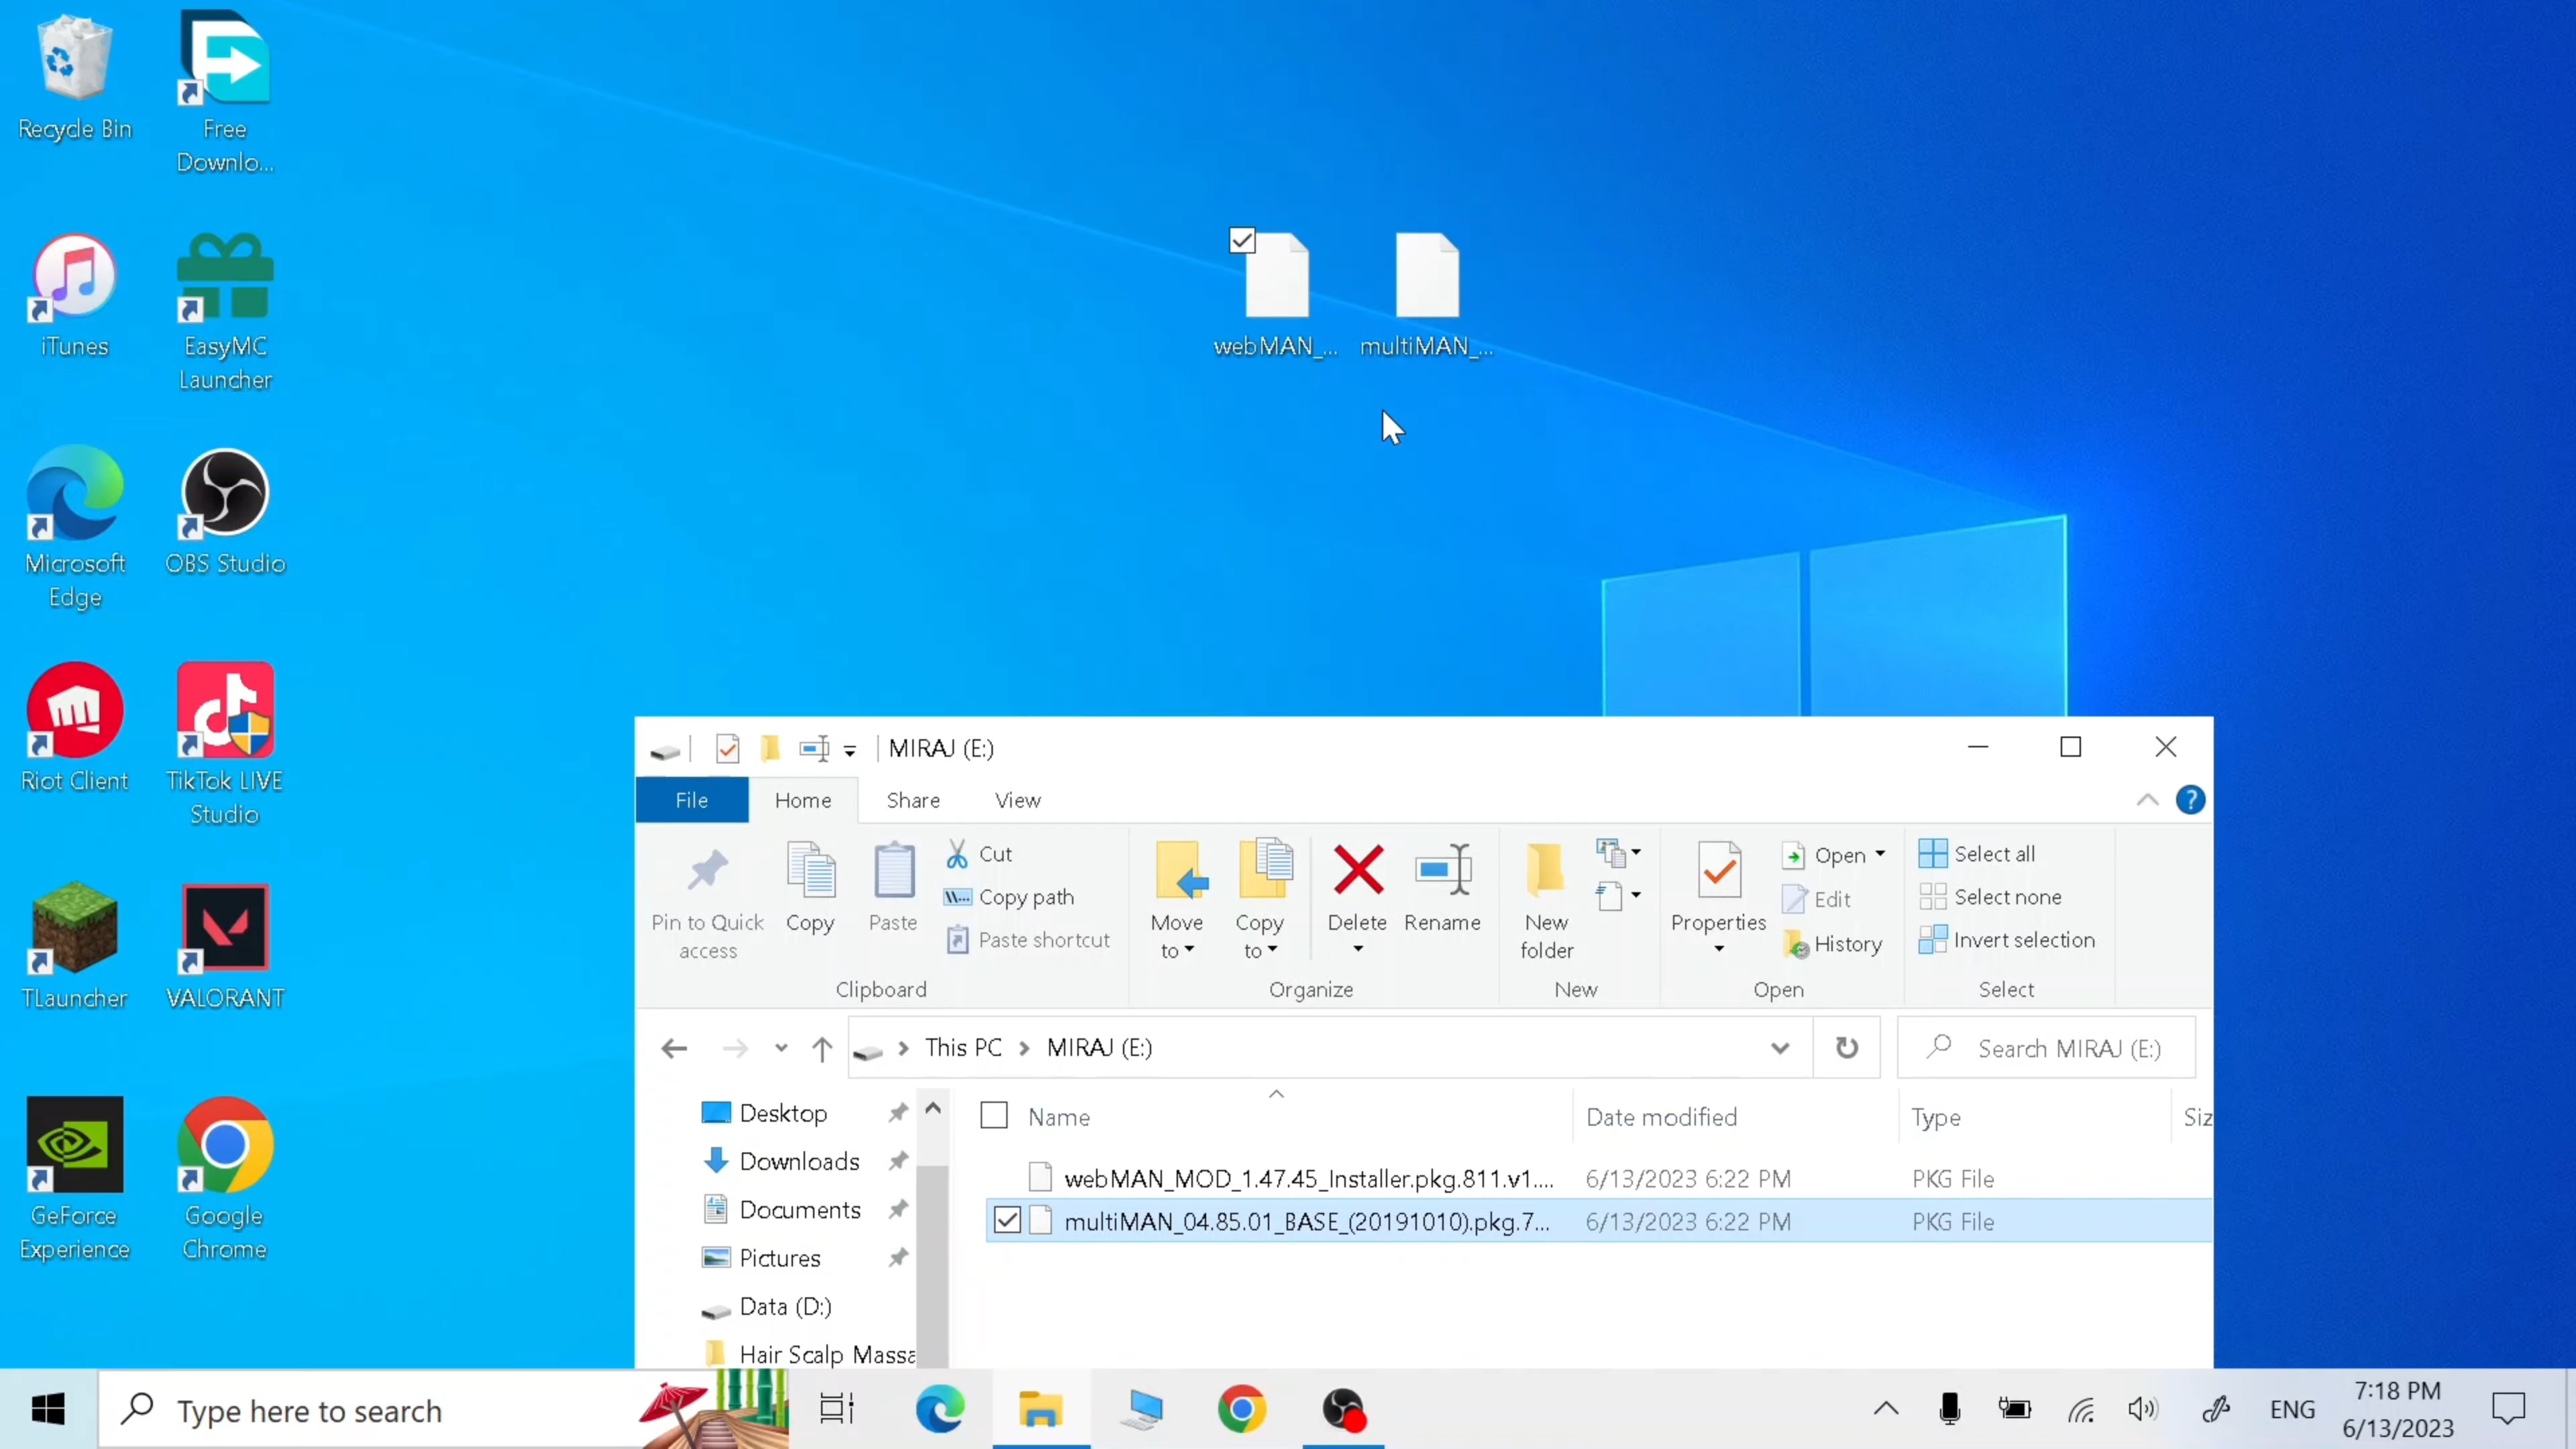 Recycle Bin
Free
Downlo...
iTunes
EasyMC
Launcher
webMAN_...
multiMAN_...
Microsoft
Edge
OBS Studio
Riot Client
TikTok LIVE
Studio
TLauncher
VALORANT
GeForce
Experience
Google
Chrome
MIRAJ (E:)
File
Home
Share
View
?
Pin to Quick
access
Copy
Paste
Cut
Copy path
Paste shortcut
Clipboard
Move
to
Copy
to
Delete
Rename
Organize
New
folder
New
Properties
Open
Edit
History
Open
Select all
Select none
Invert selection
Select
This PC
MIRAJ (E:)
Search MIRAJ (E:)
Desktop
Downloads
Documents
Pictures
Data (D:)
Hair Scalp Massa
Name
Date modified
Type
Siz
webMAN_MOD_1.47.45_Installer.pkg.811.v1....
6/13/2023 6:22 PM
PKG File
multiMAN_04.85.01_BASE_(20191010).pkg.7...
6/13/2023 6:22 PM
PKG File
Type here to search
ENG
7:18 PM
6/13/2023